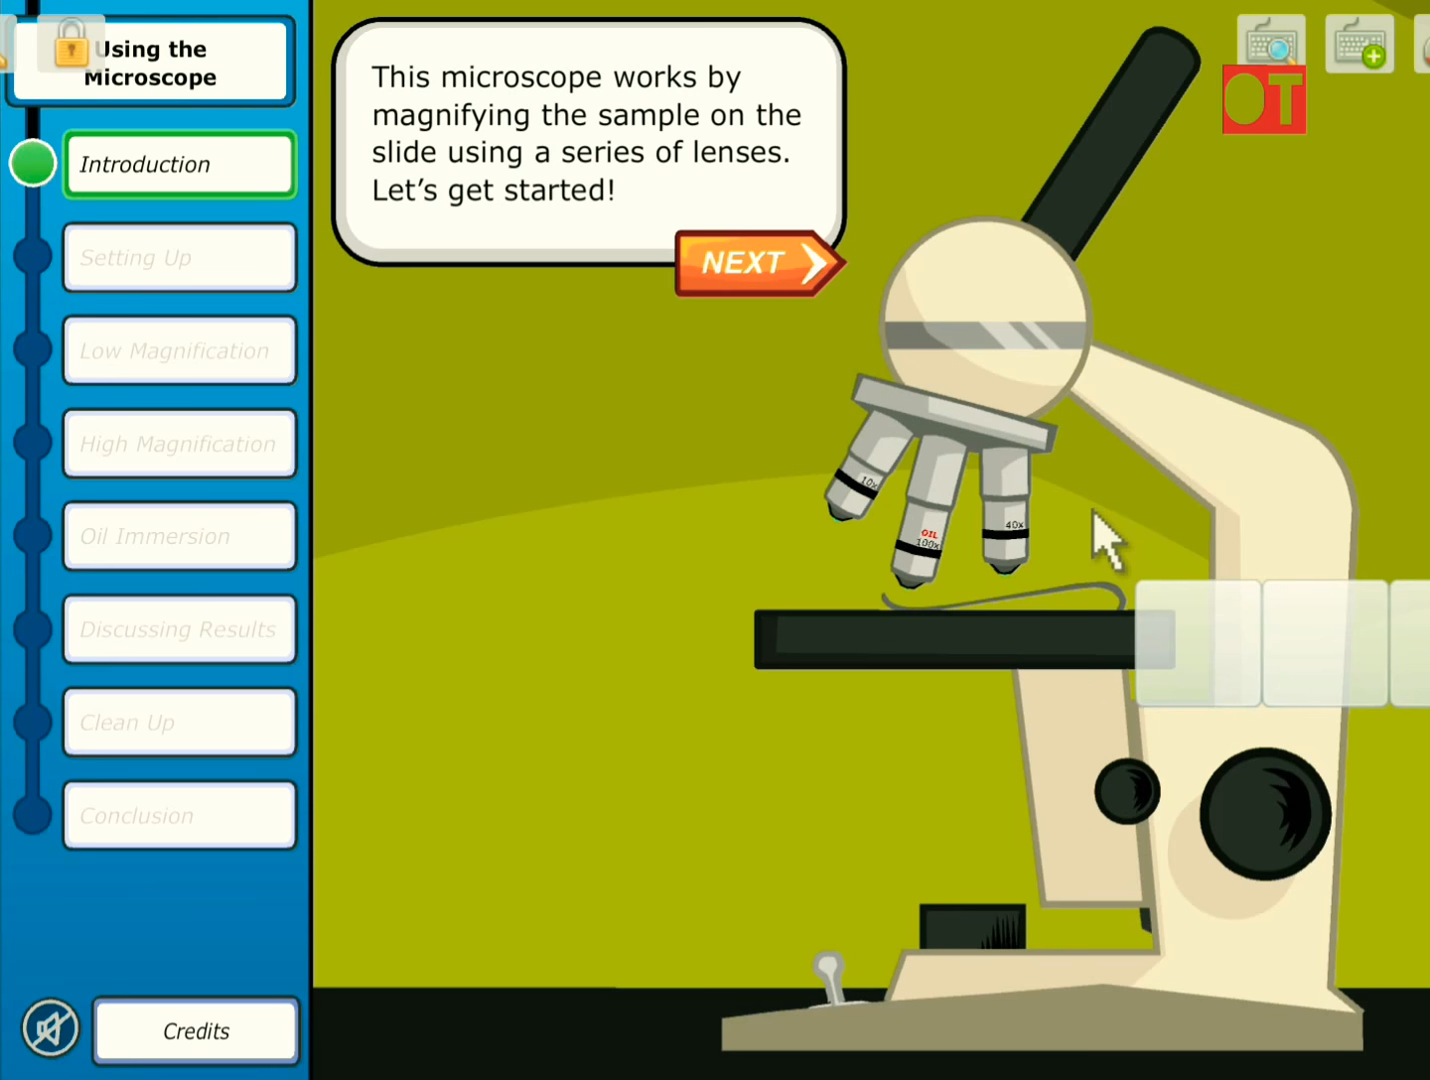 Using the
Microscope
Introduction
Setting Up
Low Magnification
High Magnification
Oil Immersion
Discussing Results
Clean Up
Conclusion
Credits
This microscope works by
magnifying the sample on the
slide using a series of lenses.
Let's get started!
NEXT
OT
10x
OIL
100x
40x